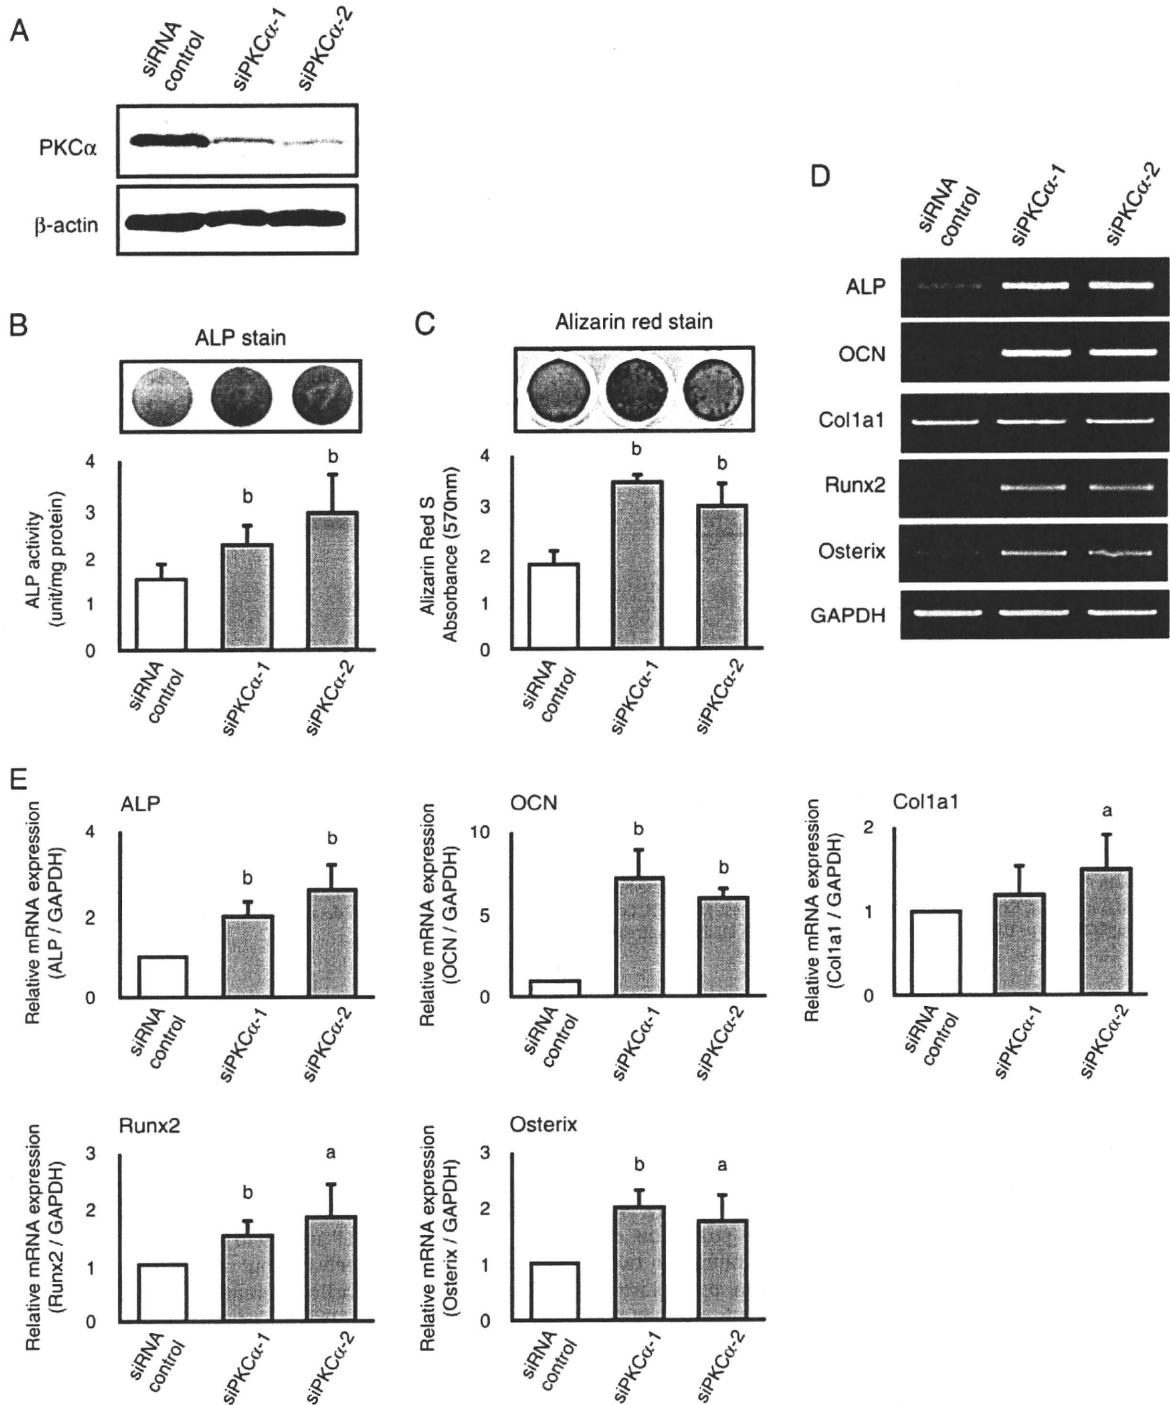 A
siRNA
control
siPKCα-1
siPKCα-2
PKCα
β-actin
B
ALP stain
ALP activity
(unit/mg protein)
4
3
2
1
0
b
b
siRNA
control
siPKCα-1
siPKCα-2
C
Alizarin red stain
Alizarin Red S
Absorbance (570nm)
4
3
2
1
0
b
b
siRNA
control
siPKCα-1
siPKCα-2
D
siRNA
control
siPKCα-1
siPKCα-2
ALP
OCN
Col1a1
Runx2
Osterix
GAPDH
E
ALP
Relative mRNA expression
(ALP / GAPDH)
4
2
0
b
b
siRNA
control
siPKCα-1
siPKCα-2
OCN
Relative mRNA expression
(OCN / GAPDH)
10
5
0
b
b
siRNA
control
siPKCα-1
siPKCα-2
Col1a1
Relative mRNA expression
(Col1a1 / GAPDH)
2
1
0
a
siRNA
control
siPKCα-1
siPKCα-2
Runx2
Relative mRNA expression
(Runx2 / GAPDH)
3
2
1
0
b
a
siRNA
control
siPKCα-1
siPKCα-2
Osterix
Relative mRNA expression
(Osterix / GAPDH)
3
2
1
0
b
a
siRNA
control
siPKCα-1
siPKCα-2